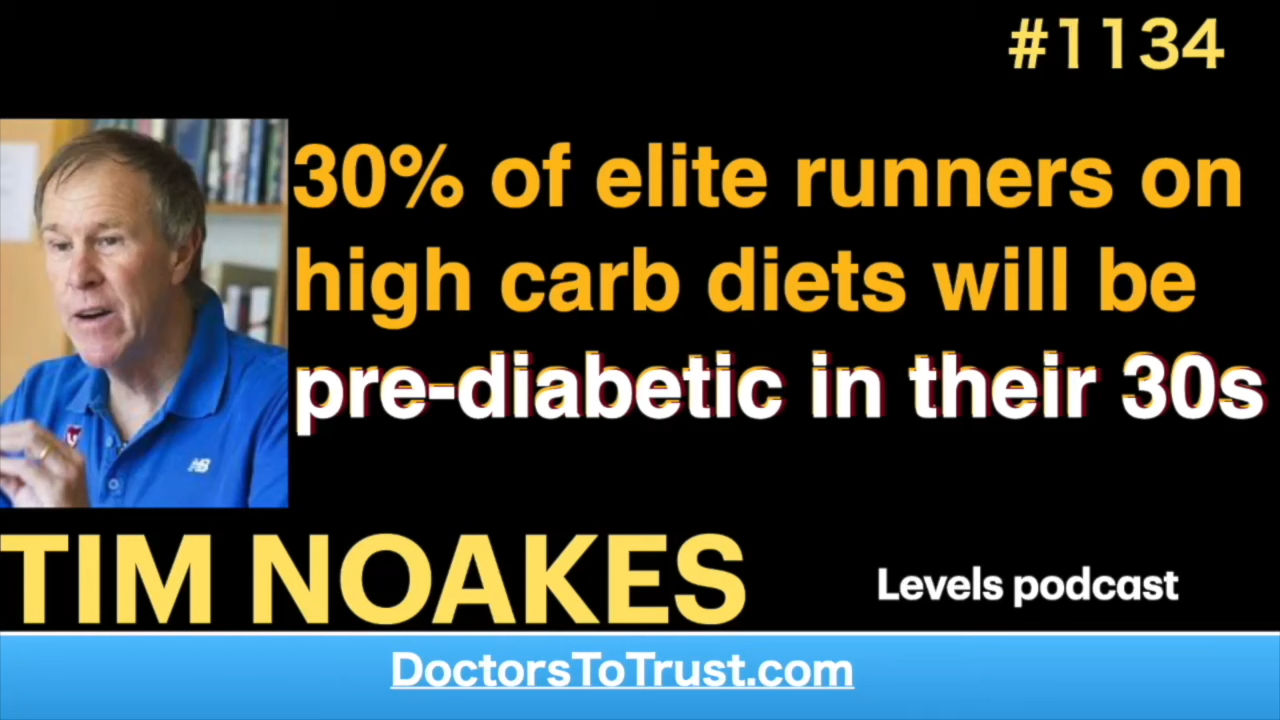 #1134
30% of elite runners on
high carb diets will be
pre-diabetic in their 30s
TIM NOAKES
Levels podcast
DoctorsToTrust.com